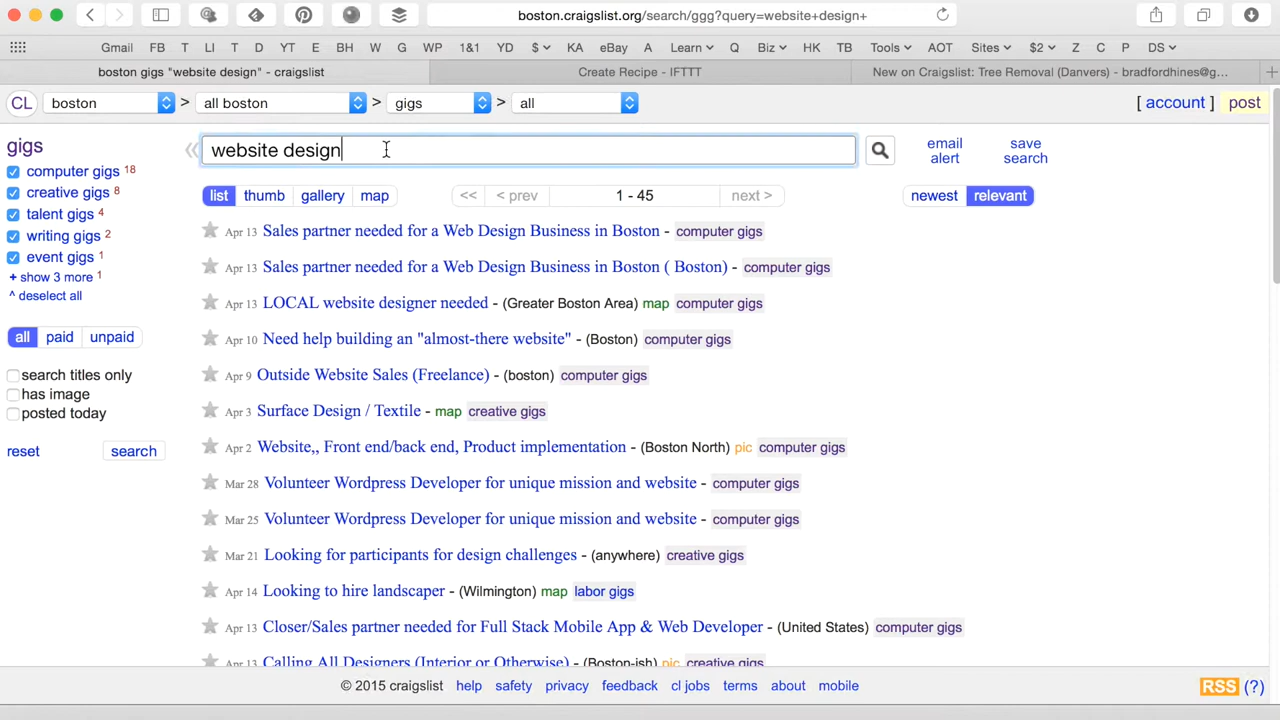 boston.craigslist.org/search/ggg?query=website+design+
Gmail FB T LI T D YT E BH W G WP 1&1 YD $ KA eBay A Learn Q Biz HK TB Tools AOT Sites $2 Z C P DS
boston gigs "website design" - craigslist Create Recipe - IFTTT New on Craigslist: Tree Removal (Danvers) - bradfordhines@g...
CL boston > all boston > gigs > all [ account ] post
gigs
computer gigs 18
creative gigs 8
talent gigs 4
writing gigs 2
event gigs 1
+ show 3 more 1
^ deselect all
all paid unpaid
search titles only
has image
posted today
reset search
« website design
email alert
save search
list thumb gallery map << < prev 1 - 45 next > newest relevant
Apr 13 Sales partner needed for a Web Design Business in Boston - computer gigs
Apr 13 Sales partner needed for a Web Design Business in Boston ( Boston) - computer gigs
Apr 13 LOCAL website designer needed - (Greater Boston Area) map computer gigs
Apr 10 Need help building an "almost-there website" - (Boston) computer gigs
Apr 9 Outside Website Sales (Freelance) - (boston) computer gigs
Apr 3 Surface Design / Textile - map creative gigs
Apr 2 Website,, Front end/back end, Product implementation - (Boston North) pic computer gigs
Mar 28 Volunteer Wordpress Developer for unique mission and website - computer gigs
Mar 25 Volunteer Wordpress Developer for unique mission and website - computer gigs
Mar 21 Looking for participants for design challenges - (anywhere) creative gigs
Apr 14 Looking to hire landscaper - (Wilmington) map labor gigs
Apr 13 Closer/Sales partner needed for Full Stack Mobile App & Web Developer - (United States) computer gigs
Apr 13 Calling All Designers (Interior or Otherwise) - (Boston-ish) pic creative gigs
© 2015 craigslist help safety privacy feedback cl jobs terms about mobile RSS (?)